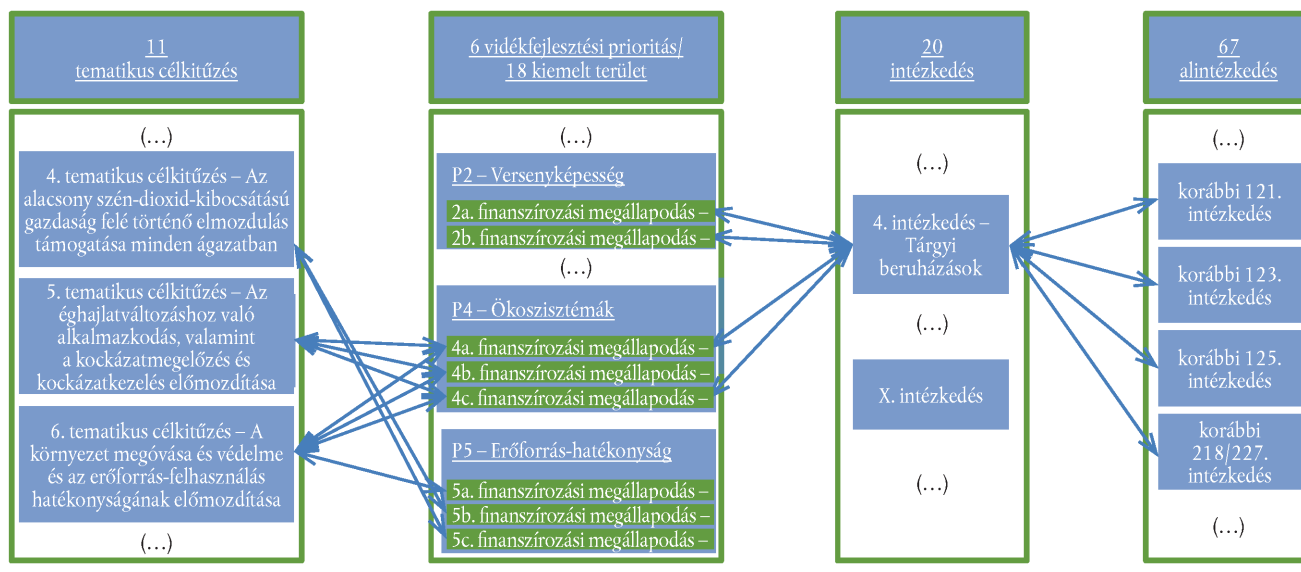 11
tematikus célkitűzés
(…)
4. tematikus célkitűzés – Az
alacsony szén-dioxid-kibocsátású
gazdaság felé történő elmozdulás
támogatása minden ágazatban
5. tematikus célkitűzés – Az
éghajlatváltozáshoz való
alkalmazkodás, valamint
a kockázatmegelőzés és
kockázatkezelés előmozdítása
6. tematikus célkitűzés – A
környezet megóvása és védelme
és az erőforrás-felhasználás
hatékonyságának előmozdítása
(…)
6 vidékfejlesztési prioritás/
18 kiemelt terület
(…)
P2 – Versenyképesség
2a. finanszírozási megállapodás –
2b. finanszírozási megállapodás –
(…)
P4 – Ökoszisztémák
4a. finanszírozási megállapodás –
4b. finanszírozási megállapodás –
4c. finanszírozási megállapodás –
P5 – Erőforrás-hatékonyság
5a. finanszírozási megállapodás –
5b. finanszírozási megállapodás –
5c. finanszírozási megállapodás –
20
intézkedés
(…)
4. intézkedés –
Tárgyi
beruházások
(…)
X. intézkedés
(…)
67
alintézkedés
(…)
korábbi 121.
intézkedés
korábbi 123.
intézkedés
korábbi 125.
intézkedés
korábbi
218/227.
intézkedés
(…)